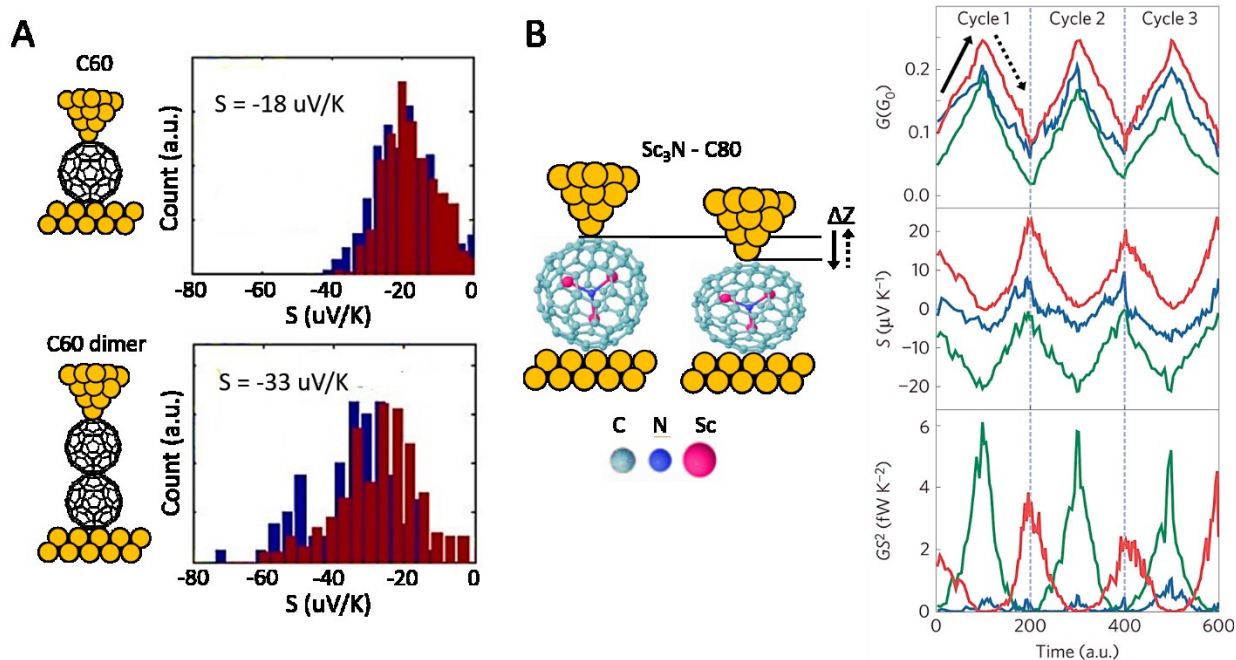 A
C60
S = -18 uV/K
Count (a.u.)
-80 -60 -40 -20 0
S (uV/K)
C60 dimer
S = -33 uV/K
Count (a.u.)
-80 -60 -40 -20 0
S (uV/K)
B
Sc₃N - C80
ΔZ
C N Sc
Cycle 1 Cycle 2 Cycle 3
G(G₀)
0.2
0.1
0.0
S (μV K⁻¹)
20
10
0
−10
−20
GS² (fW K⁻²)
6
4
2
0
0 200 400 600
Time (a.u.)